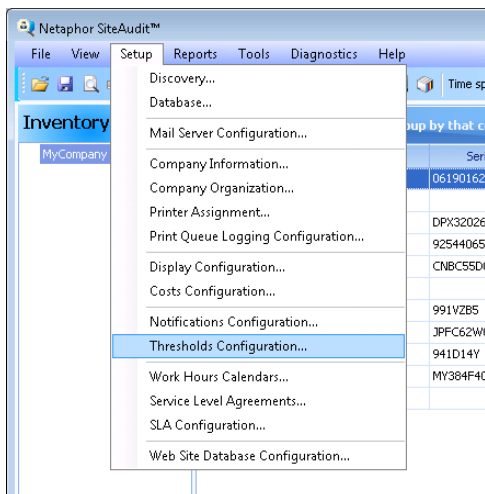 Netaphor SiteAudit™
File View Setup Reports Tools Diagnostics Help
Time sp
Inventory
Discovery...
Database...
Mail Server Configuration...
Company Information...
Company Organization...
Printer Assignment...
Print Queue Logging Configuration...
Display Configuration...
Costs Configuration...
Notifications Configuration...
Thresholds Configuration...
Work Hours Calendars...
Service Level Agreements...
SLA Configuration...
Web Site Database Configuration...
MyCompany
oup by that c
Seri
06190162
DPX32026
92544065
991VZB5
941D14Y
MY384F40